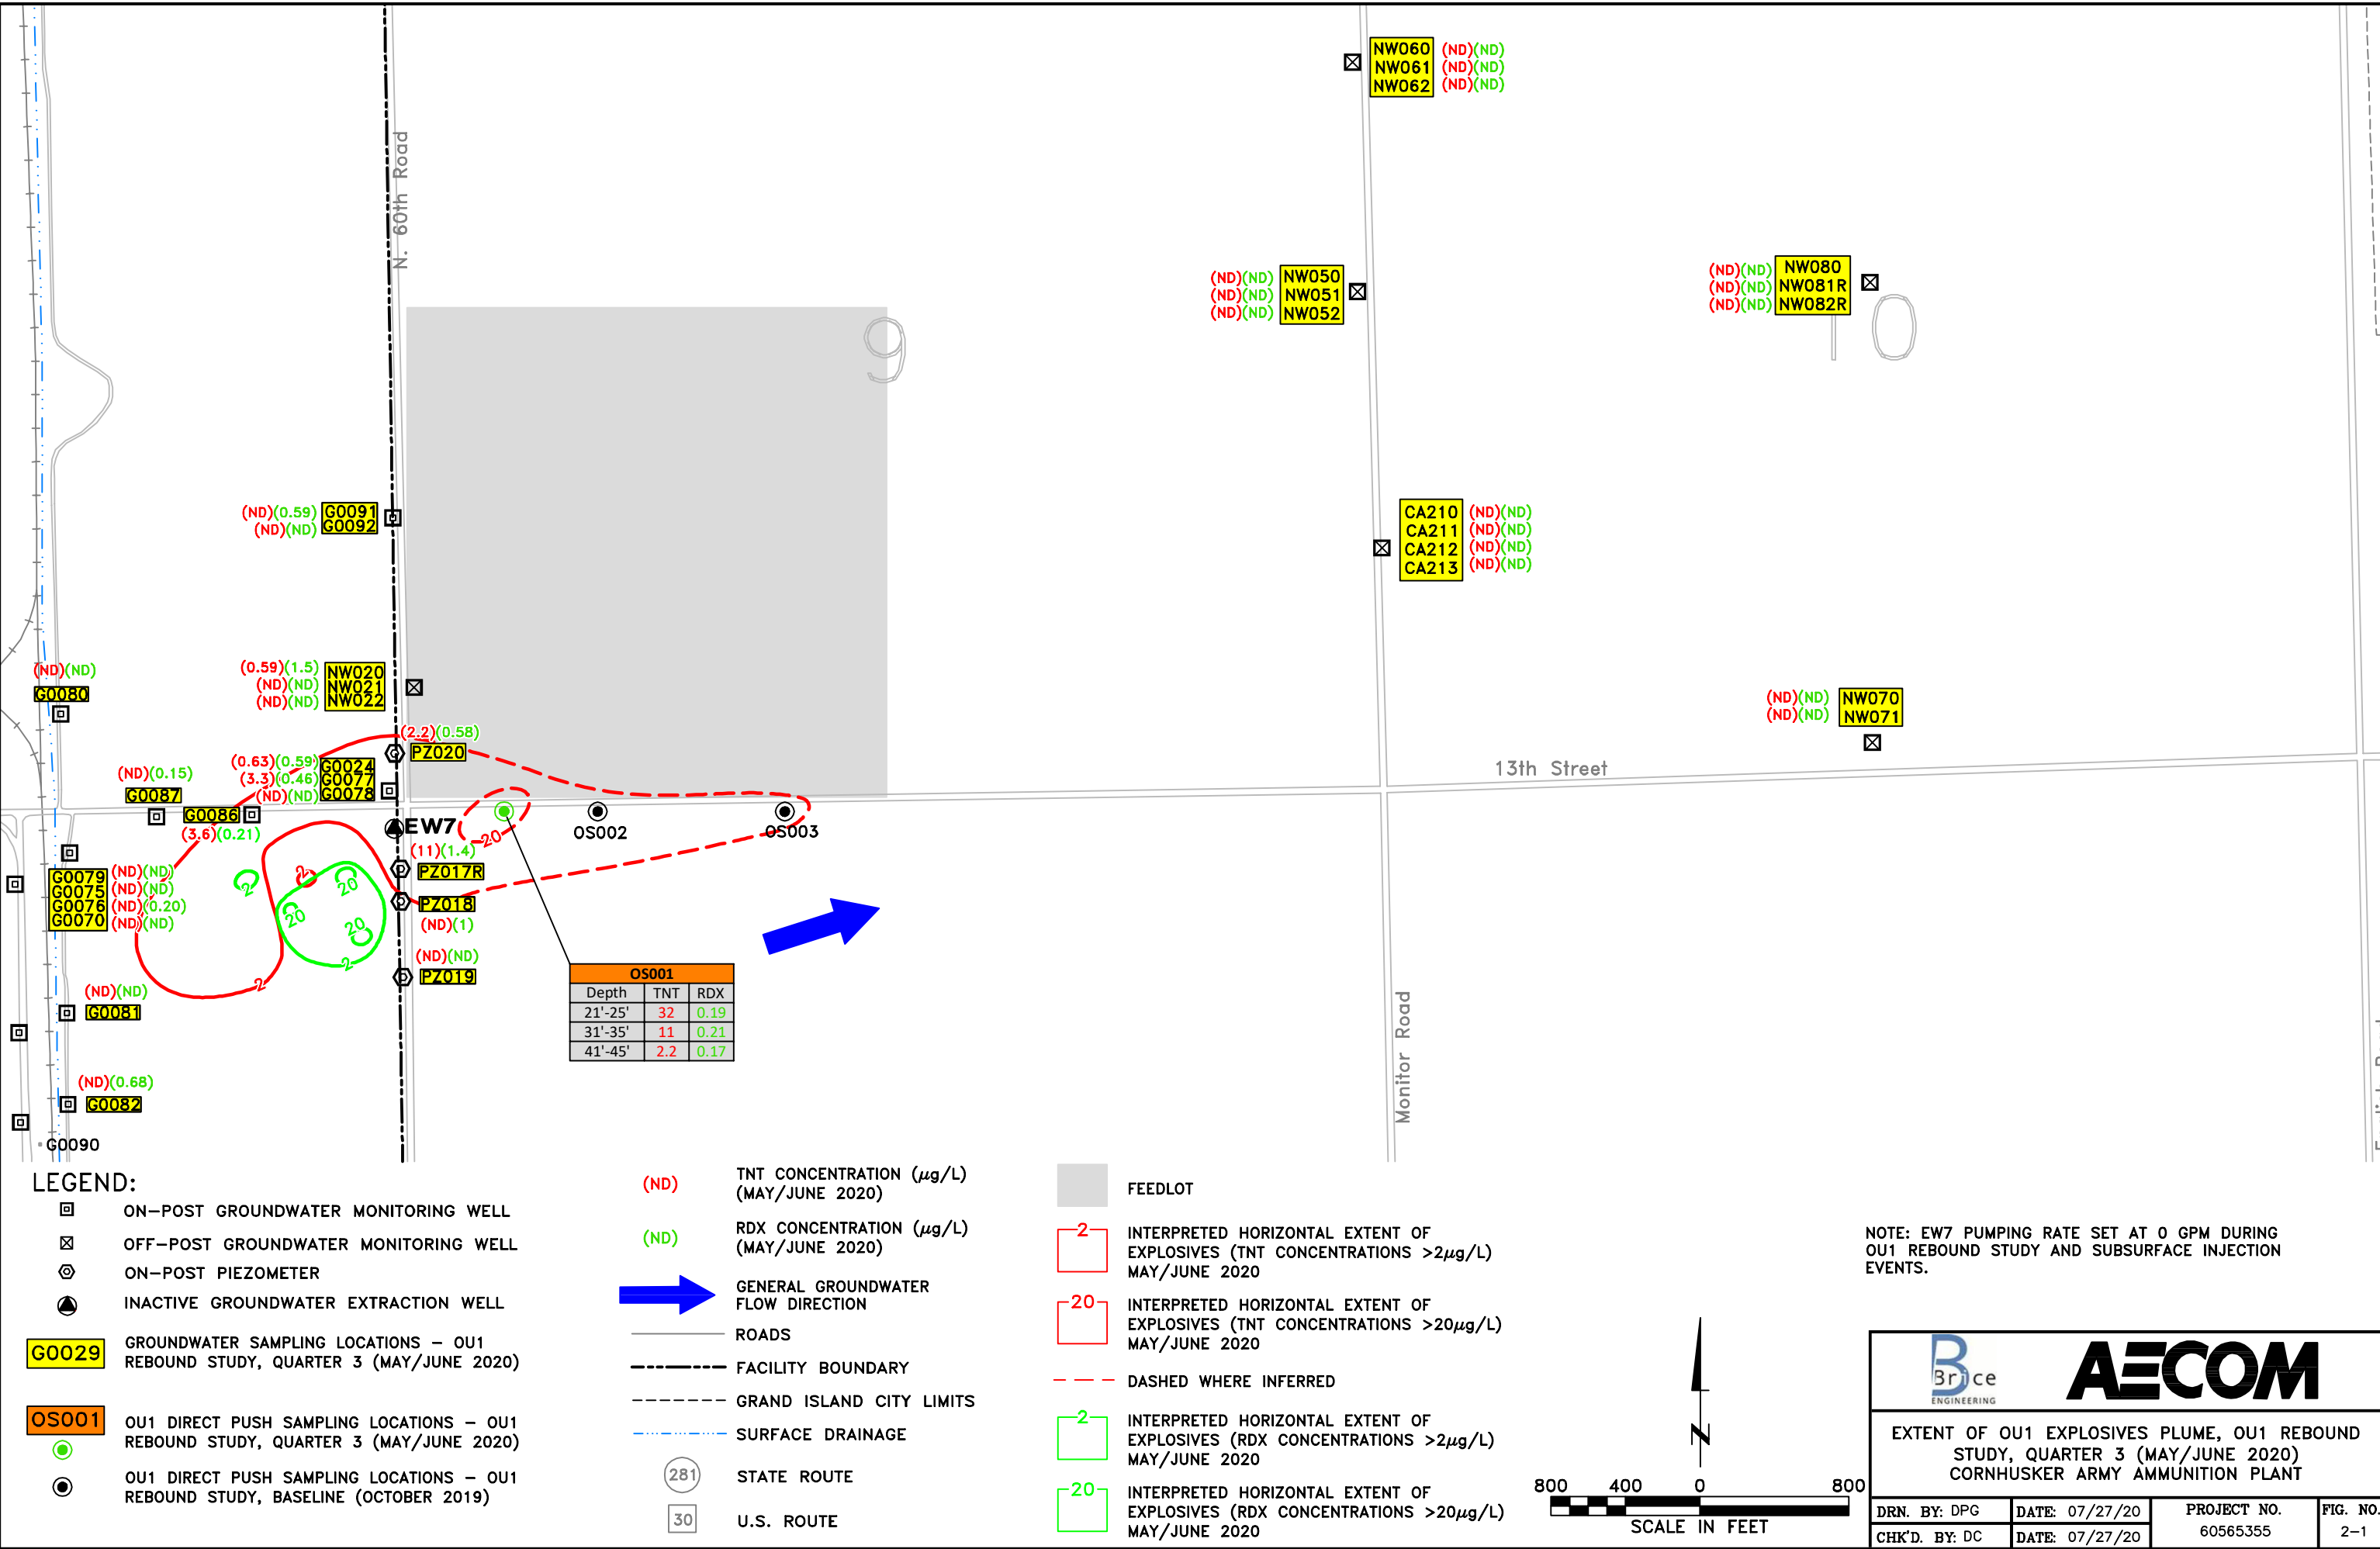 NW060 (ND)(ND)
NW061 (ND)(ND)
NW062 (ND)(ND)
N. 60th Road
(ND)(ND) NW050
(ND)(ND) NW051
(ND)(ND) NW052
(ND)(ND) NW080
(ND)(ND) NW081R
(ND)(ND) NW082R
9
10
(ND)(0.59) G0091
(ND)(ND) G0092
CA210 (ND)(ND)
CA211 (ND)(ND)
CA212 (ND)(ND)
CA213 (ND)(ND)
(ND)(ND)
G0080
(0.59)(1.5) NW020
(ND)(ND) NW021
(ND)(ND) NW022
(ND)(ND) NW070
(ND)(ND) NW071
(2.2)(0.58)
PZ020
(0.63)(0.59) G0024
(3.3)(0.46) G0077
(ND)(ND) G0078
13th Street
(ND)(0.15)
G0087
G0086
(3.6)(0.21)
EW7
20
OS002
OS003
(11)(1.4)
PZ017R
G0079 (ND)(ND)
G0075 (ND)(ND)
G0076 (ND)(0.20)
G0070 (ND)(ND)
2
2
20
20
20
2
2
PZ018
(ND)(1)
(ND)(ND)
PZ019
(ND)(ND)
G0081
(ND)(0.68)
G0082
G0090
OS001
Depth TNT RDX
21'-25' 32 0.19
31'-35' 11 0.21
41'-45' 2.2 0.17
Monitor Road
LEGEND:
ON-POST GROUNDWATER MONITORING WELL
OFF-POST GROUNDWATER MONITORING WELL
ON-POST PIEZOMETER
INACTIVE GROUNDWATER EXTRACTION WELL
G0029
GROUNDWATER SAMPLING LOCATIONS - OU1
REBOUND STUDY, QUARTER 3 (MAY/JUNE 2020)
OS001
OU1 DIRECT PUSH SAMPLING LOCATIONS - OU1
REBOUND STUDY, QUARTER 3 (MAY/JUNE 2020)
OU1 DIRECT PUSH SAMPLING LOCATIONS - OU1
REBOUND STUDY, BASELINE (OCTOBER 2019)
(ND)
TNT CONCENTRATION (µg/L)
(MAY/JUNE 2020)
(ND)
RDX CONCENTRATION (µg/L)
(MAY/JUNE 2020)
GENERAL GROUNDWATER
FLOW DIRECTION
ROADS
FACILITY BOUNDARY
GRAND ISLAND CITY LIMITS
SURFACE DRAINAGE
281
STATE ROUTE
30
U.S. ROUTE
FEEDLOT
2
INTERPRETED HORIZONTAL EXTENT OF
EXPLOSIVES (TNT CONCENTRATIONS >2µg/L)
MAY/JUNE 2020
20
INTERPRETED HORIZONTAL EXTENT OF
EXPLOSIVES (TNT CONCENTRATIONS >20µg/L)
MAY/JUNE 2020
DASHED WHERE INFERRED
2
INTERPRETED HORIZONTAL EXTENT OF
EXPLOSIVES (RDX CONCENTRATIONS >2µg/L)
MAY/JUNE 2020
20
INTERPRETED HORIZONTAL EXTENT OF
EXPLOSIVES (RDX CONCENTRATIONS >20µg/L)
MAY/JUNE 2020
N
800 400 0 800
SCALE IN FEET
NOTE: EW7 PUMPING RATE SET AT 0 GPM DURING
OU1 REBOUND STUDY AND SUBSURFACE INJECTION
EVENTS.
Brice
ENGINEERING
AECOM
EXTENT OF OU1 EXPLOSIVES PLUME, OU1 REBOUND
STUDY, QUARTER 3 (MAY/JUNE 2020)
CORNHUSKER ARMY AMMUNITION PLANT
DRN. BY: DPG
DATE: 07/27/20
PROJECT NO.
60565355
FIG. NO.
2-1
CHK'D. BY: DC
DATE: 07/27/20